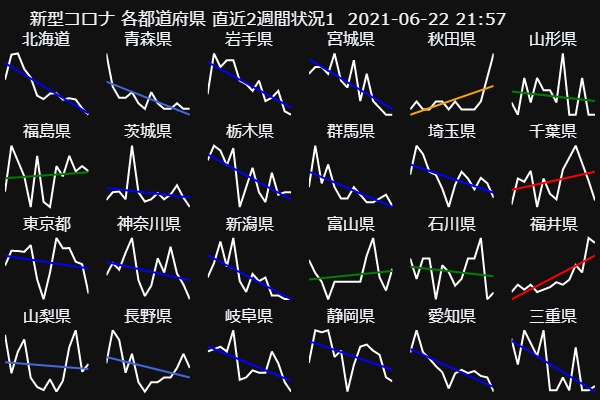 新型コロナ 各都道府県 直近2週間状況1 2021-06-22 21:57
北海道 青森県 岩手県 宮城県 秋田県 山形県
福島県 茨城県 栃木県 群馬県 埼玉県 千葉県
東京都 神奈川県 新潟県 富山県 石川県 福井県
山梨県 長野県 岐阜県 静岡県 愛知県 三重県